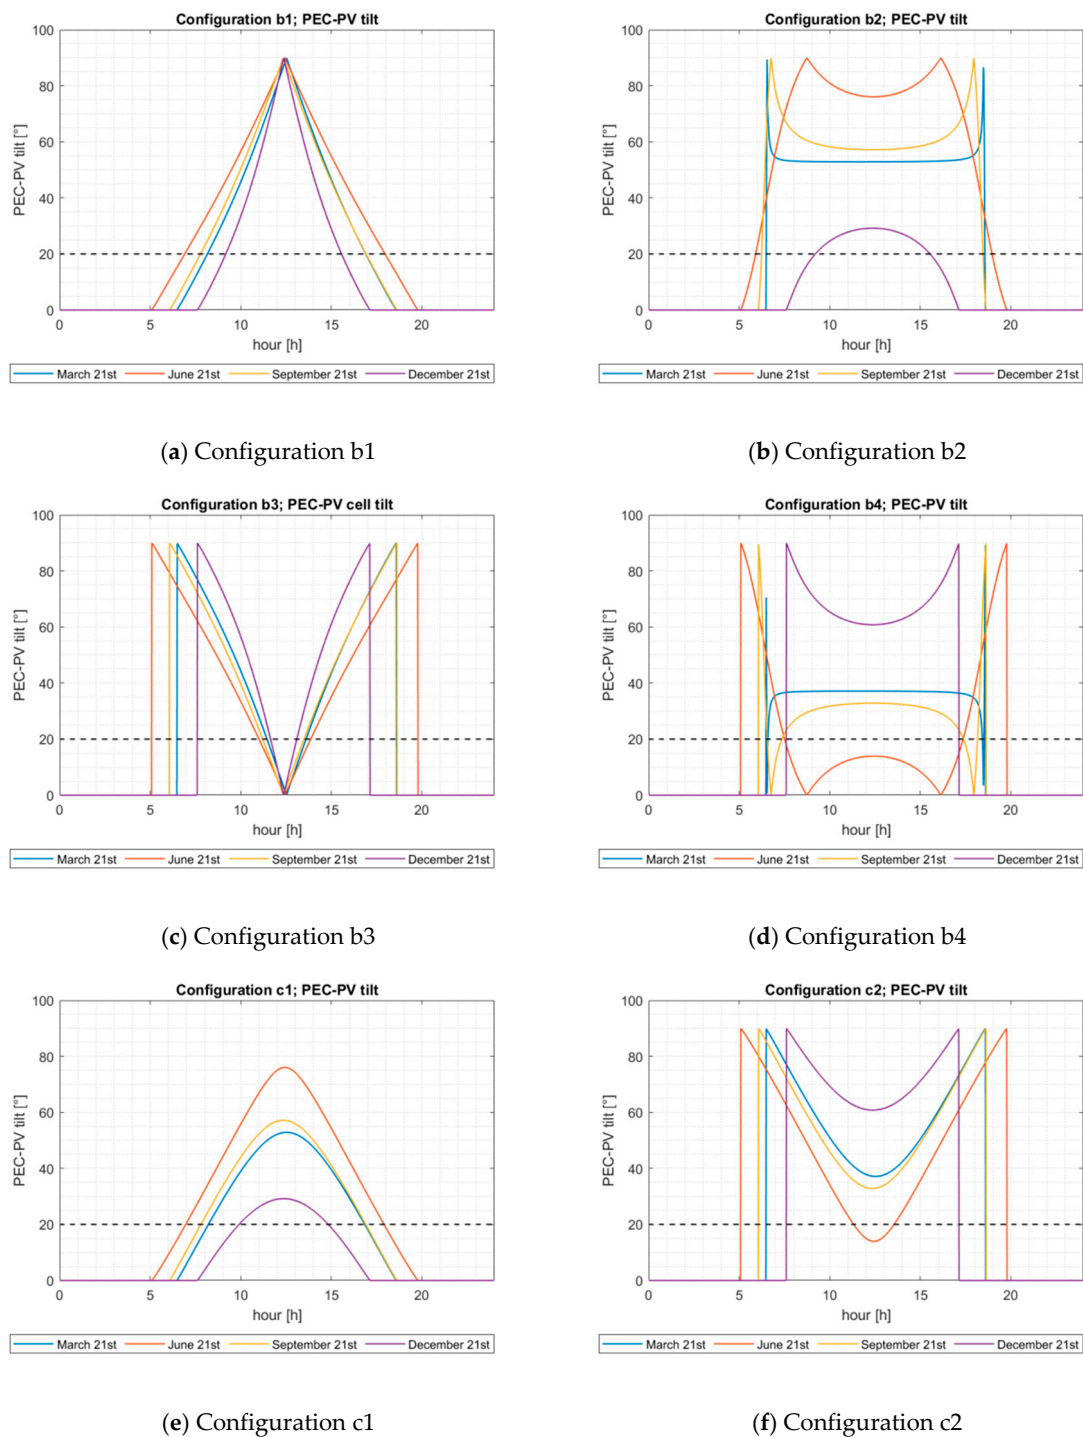 Configuration b1; PEC-PV tilt
PEC-PV tilt [°]
100
80
60
40
20
0
0 5 10 15 20
hour [h]
March 21st June 21st September 21st December 21st
(a) Configuration b1
Configuration b2; PEC-PV tilt
PEC-PV tilt [°]
100
80
60
40
20
0
0 5 10 15 20
hour [h]
March 21st June 21st September 21st December 21st
(b) Configuration b2
Configuration b3; PEC-PV cell tilt
PEC-PV tilt [°]
100
80
60
40
20
0
0 5 10 15 20
hour [h]
March 21st June 21st September 21st December 21st
(c) Configuration b3
Configuration b4; PEC-PV tilt
PEC-PV tilt [°]
100
80
60
40
20
0
0 5 10 15 20
hour [h]
March 21st June 21st September 21st December 21st
(d) Configuration b4
Configuration c1; PEC-PV tilt
PEC-PV tilt [°]
100
80
60
40
20
0
0 5 10 15 20
hour [h]
March 21st June 21st September 21st December 21st
(e) Configuration c1
Configuration c2; PEC-PV tilt
PEC-PV tilt [°]
100
80
60
40
20
0
0 5 10 15 20
hour [h]
March 21st June 21st September 21st December 21st
(f) Configuration c2